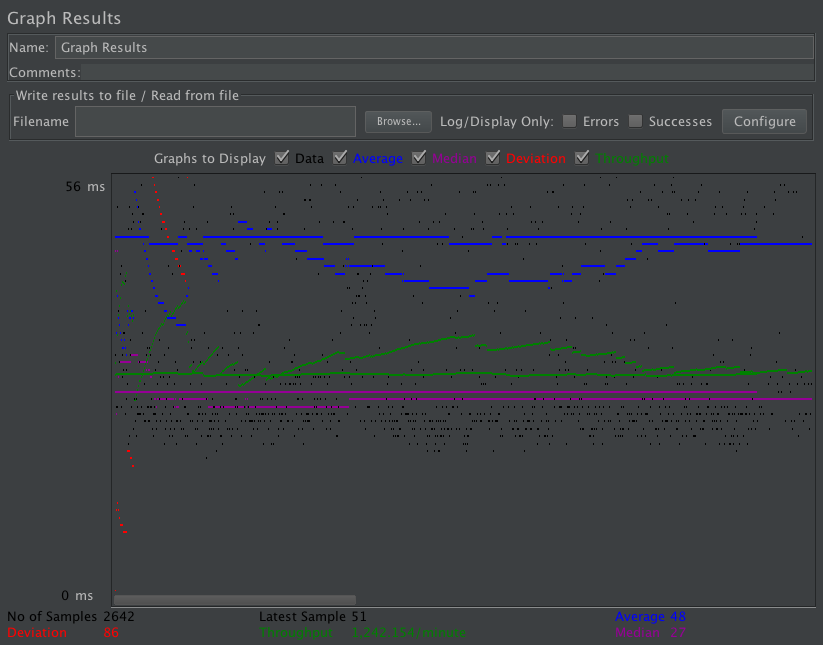 Graph Results
Name: Graph Results
Comments:
Write results to file / Read from file
Filename Browse... Log/Display Only: Errors Successes Configure
Graphs to Display Data Average Median Deviation Throughput
56 ms
0 ms
No of Samples 2642 Latest Sample 51 Average 48
Deviation 86 Throughput 1,242.154/minute Median 27